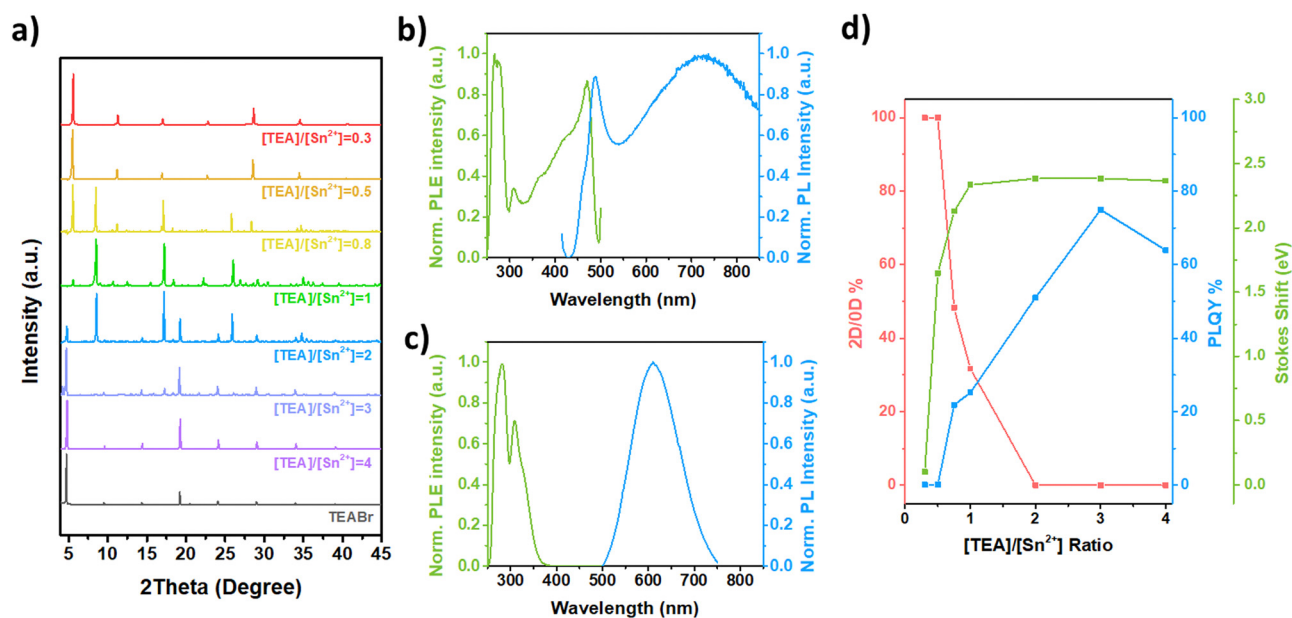 a)
Intensity (a.u.)
[TEA]/[Sn²⁺]=0.3
[TEA]/[Sn²⁺]=0.5
[TEA]/[Sn²⁺]=0.8
[TEA]/[Sn²⁺]=1
[TEA]/[Sn²⁺]=2
[TEA]/[Sn²⁺]=3
[TEA]/[Sn²⁺]=4
TEABr
5 10 15 20 25 30 35 40 45
2Theta (Degree)
b)
Norm. PLE intensity (a.u.)
1.0
0.8
0.6
0.4
0.2
0.0
300 400 500 600 700 800
Wavelength (nm)
1.0
0.8
0.6
0.4
0.2
0.0
Norm. PL Intensity (a.u.)
c)
Norm. PLE intensity (a.u.)
1.0
0.8
0.6
0.4
0.2
0.0
300 400 500 600 700 800
Wavelength (nm)
1.0
0.8
0.6
0.4
0.2
0.0
Norm. PL Intensity (a.u.)
d)
2D/0D %
100
80
60
40
20
0
0 1 2 3 4
[TEA]/[Sn²⁺] Ratio
100
80
60
40
20
0
PLQY %
3.0
2.5
2.0
1.5
1.0
0.5
0.0
Stokes Shift (eV)